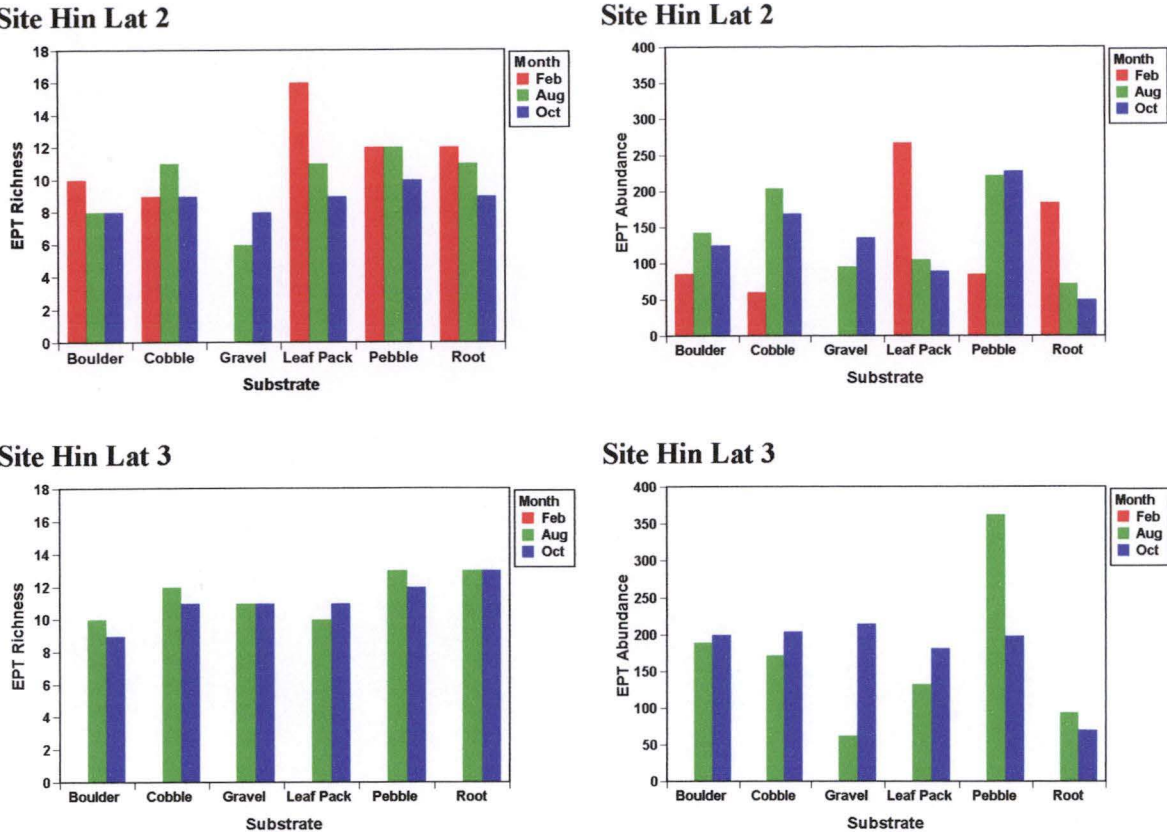 Site Hin Lat 2
18
16
14
12
10
8
6
4
2
0
EPT Richness
Boulder Cobble Gravel Leaf Pack Pebble Root
Substrate
Month
Feb
Aug
Oct
Site Hin Lat 2
400
350
300
250
200
150
100
50
0
EPT Abundance
Boulder Cobble Gravel Leaf Pack Pebble Root
Substrate
Month
Feb
Aug
Oct
Site Hin Lat 3
18
16
14
12
10
8
6
4
2
0
EPT Richness
Boulder Cobble Gravel Leaf Pack Pebble Root
Substrate
Month
Feb
Aug
Oct
Site Hin Lat 3
400
350
300
250
200
150
100
50
0
EPT Abundance
Boulder Cobble Gravel Leaf Pack Pebble Root
Substrate
Month
Feb
Aug
Oct